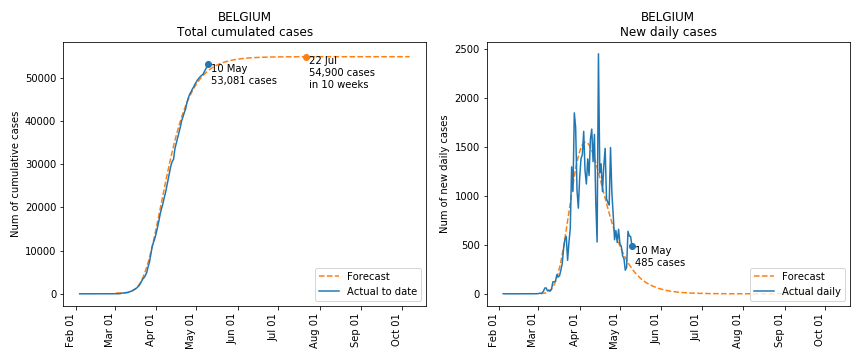 BELGIUM
Total cumulated cases
Num of cumulative cases
50000
40000
30000
20000
10000
0
10 May
53,081 cases
22 Jul
54,900 cases
in 10 weeks
Forecast
Actual to date
Feb 01
Mar 01
Apr 01
May 01
Jun 01
Jul 01
Aug 01
Sep 01
Oct 01
BELGIUM
New daily cases
Num of new daily cases
2500
2000
1500
1000
500
0
10 May
485 cases
Forecast
Actual daily
Feb 01
Mar 01
Apr 01
May 01
Jun 01
Jul 01
Aug 01
Sep 01
Oct 01